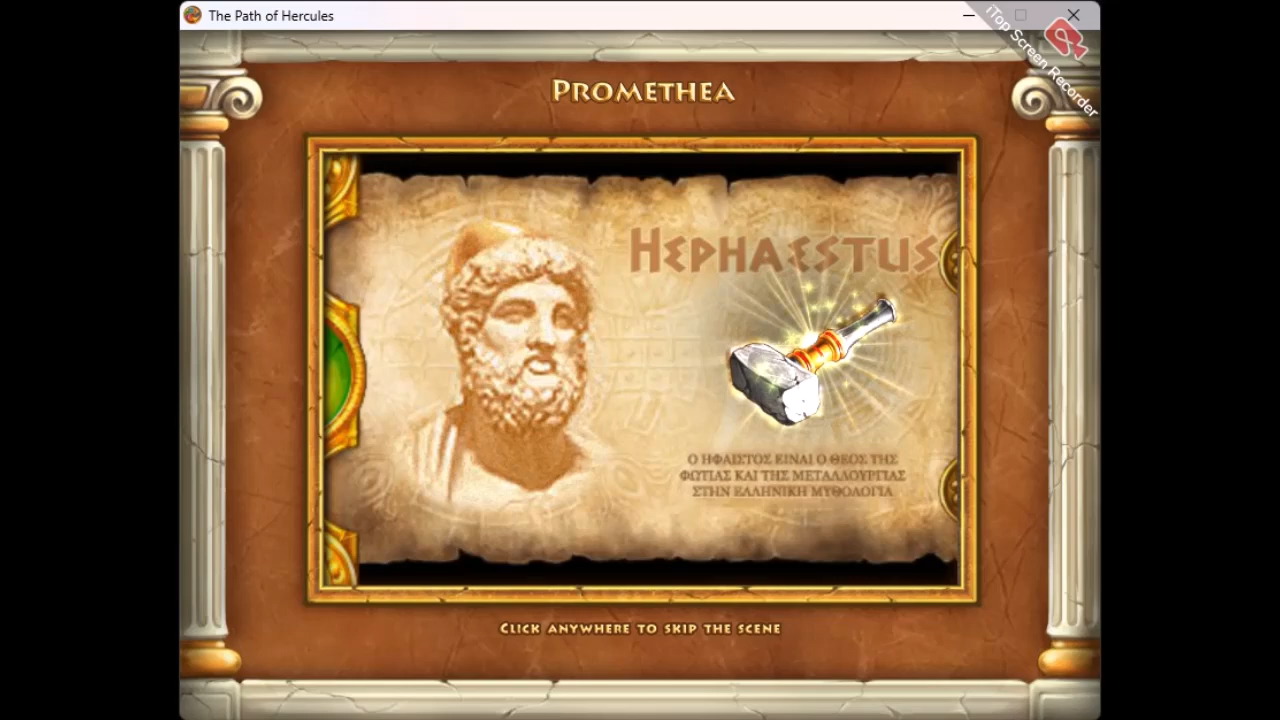 The Path of Hercules
iTop Screen Recorder
PROMETHEA
HEPHAESTUS
Ο ΗΦΑΙΣΤΟΣ ΕΙΝΑΙ Ο ΘΕΟΣ ΤΗΣ
ΦΩΤΙΑΣ ΚΑΙ ΤΗΣ ΜΕΤΑΛΛΟΥΡΓΙΑΣ
ΣΤΗΝ ΕΛΛΗΝΙΚΗ ΜΥΘΟΛΟΓΙΑ
CLICK ANYWHERE TO SKIP THE SCENE